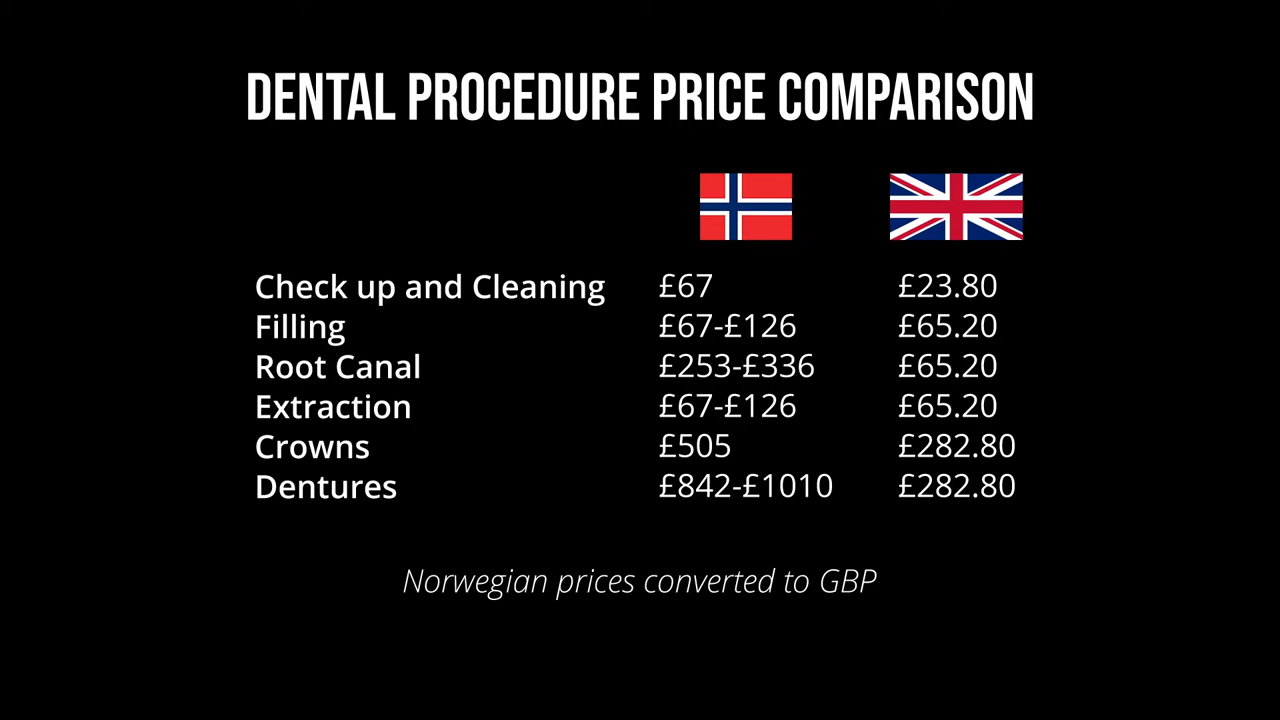 DENTAL PROCEDURE PRICE COMPARISON
Check up and Cleaning £67 £23.80
Filling £67-£126 £65.20
Root Canal £253-£336 £65.20
Extraction £67-£126 £65.20
Crowns £505 £282.80
Dentures £842-£1010 £282.80
Norwegian prices converted to GBP